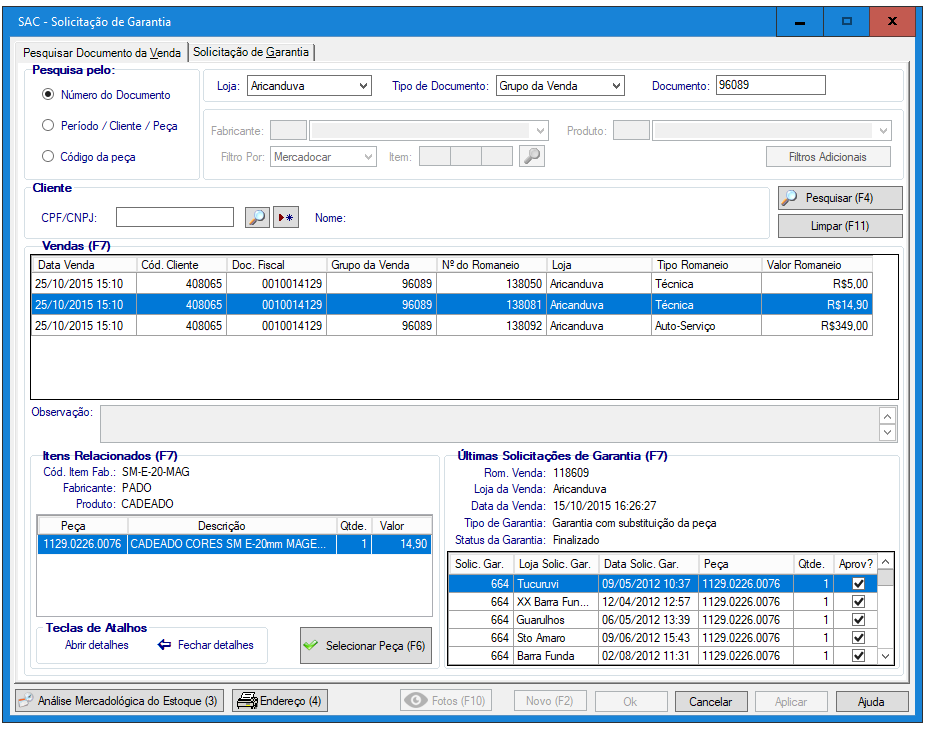 SAC - Solicitação de Garantia
Pesquisar Documento da Venda Solicitação de Garantia
Pesquisa pelo:
Número do Documento
Período / Cliente / Peça
Código da peça
Loja: Aricanduva Tipo de Documento: Grupo da Venda Documento: 96089
Fabricante: Produto:
Filtro Por: Mercadocar Item: Filtros Adicionais
Cliente
CPF/CNPJ: Nome:
Pesquisar (F4)
Limpar (F11)
Vendas (F7)
Data Venda Cód. Cliente Doc. Fiscal Grupo da Venda Nº do Romaneio Loja Tipo Romaneio Valor Romaneio
25/10/2015 15:10 408065 0010014129 96089 138050 Aricanduva Técnica R$5,00
25/10/2015 15:10 408065 0010014129 96089 138081 Aricanduva Técnica R$14,90
25/10/2015 15:10 408065 0010014129 96089 138092 Aricanduva Auto-Serviço R$349,00
Observação:
Itens Relacionados (F7)
Cód. Item Fab.: SM-E-20-MAG
Fabricante: PADO
Produto: CADEADO
Peça Descrição Qtde. Valor
1129.0226.0076 CADEADO CORES SM E-20mm MAGE... 1 14,90
Teclas de Atalhos
Abrir detalhes Fechar detalhes
Selecionar Peça (F6)
Últimas Solicitações de Garantia (F7)
Rom. Venda: 118609
Loja da Venda: Aricanduva
Data da Venda: 15/10/2015 16:26:27
Tipo de Garantia: Garantia com substituição da peça
Status da Garantia: Finalizado
Solic. Gar. Loja Solic. Gar. Data Solic. Gar. Peça Qtde. Aprov?
664 Tucuruvi 09/05/2012 10:37 1129.0226.0076 1
664 XX Barra Fun... 12/04/2012 12:57 1129.0226.0076 1
664 Guarulhos 06/05/2012 13:39 1129.0226.0076 1
664 Sto Amaro 09/06/2012 15:43 1129.0226.0076 1
664 Barra Funda 02/08/2012 11:31 1129.0226.0076 1
Análise Mercadológica do Estoque (3) Endereço (4) Fotos (F10) Novo (F2) Ok Cancelar Aplicar Ajuda